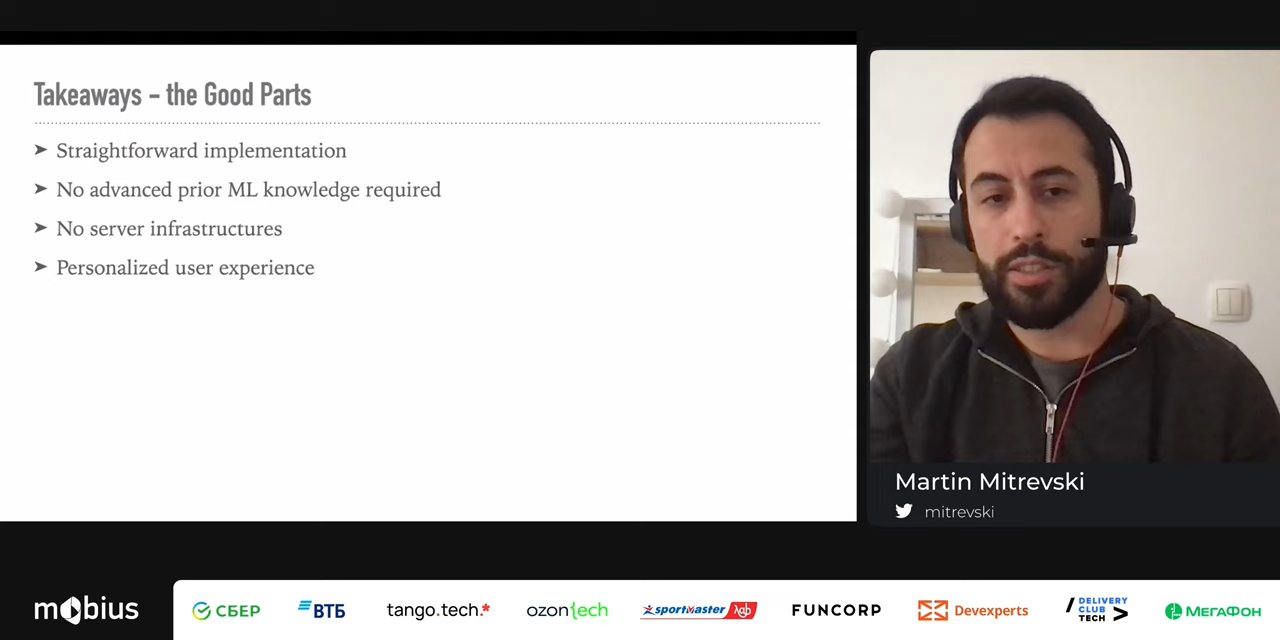 Takeaways - the Good Parts
➤ Straightforward implementation
➤ No advanced prior ML knowledge required
➤ No server infrastructures
➤ Personalized user experience
Martin Mitrevski
mitrevski
mobius
СБЕР
ВТБ
tango.tech.*
ozon{tech
sportmaster lab
FUNCORP
Devexperts
/ DELIVERY
CLUB
TECH >
МЕГАФОН